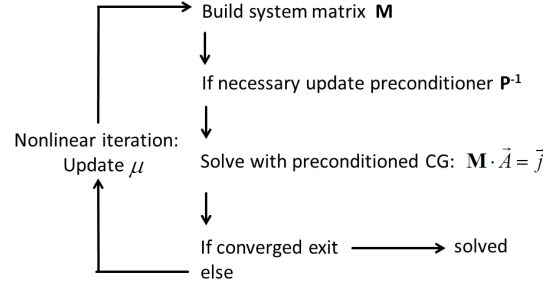 Build system matrix M
If necessary update preconditioner P⁻¹
Nonlinear iteration:
Update μ
Solve with preconditioned CG: M · A⃗ = j⃗
If converged exit
solved
else